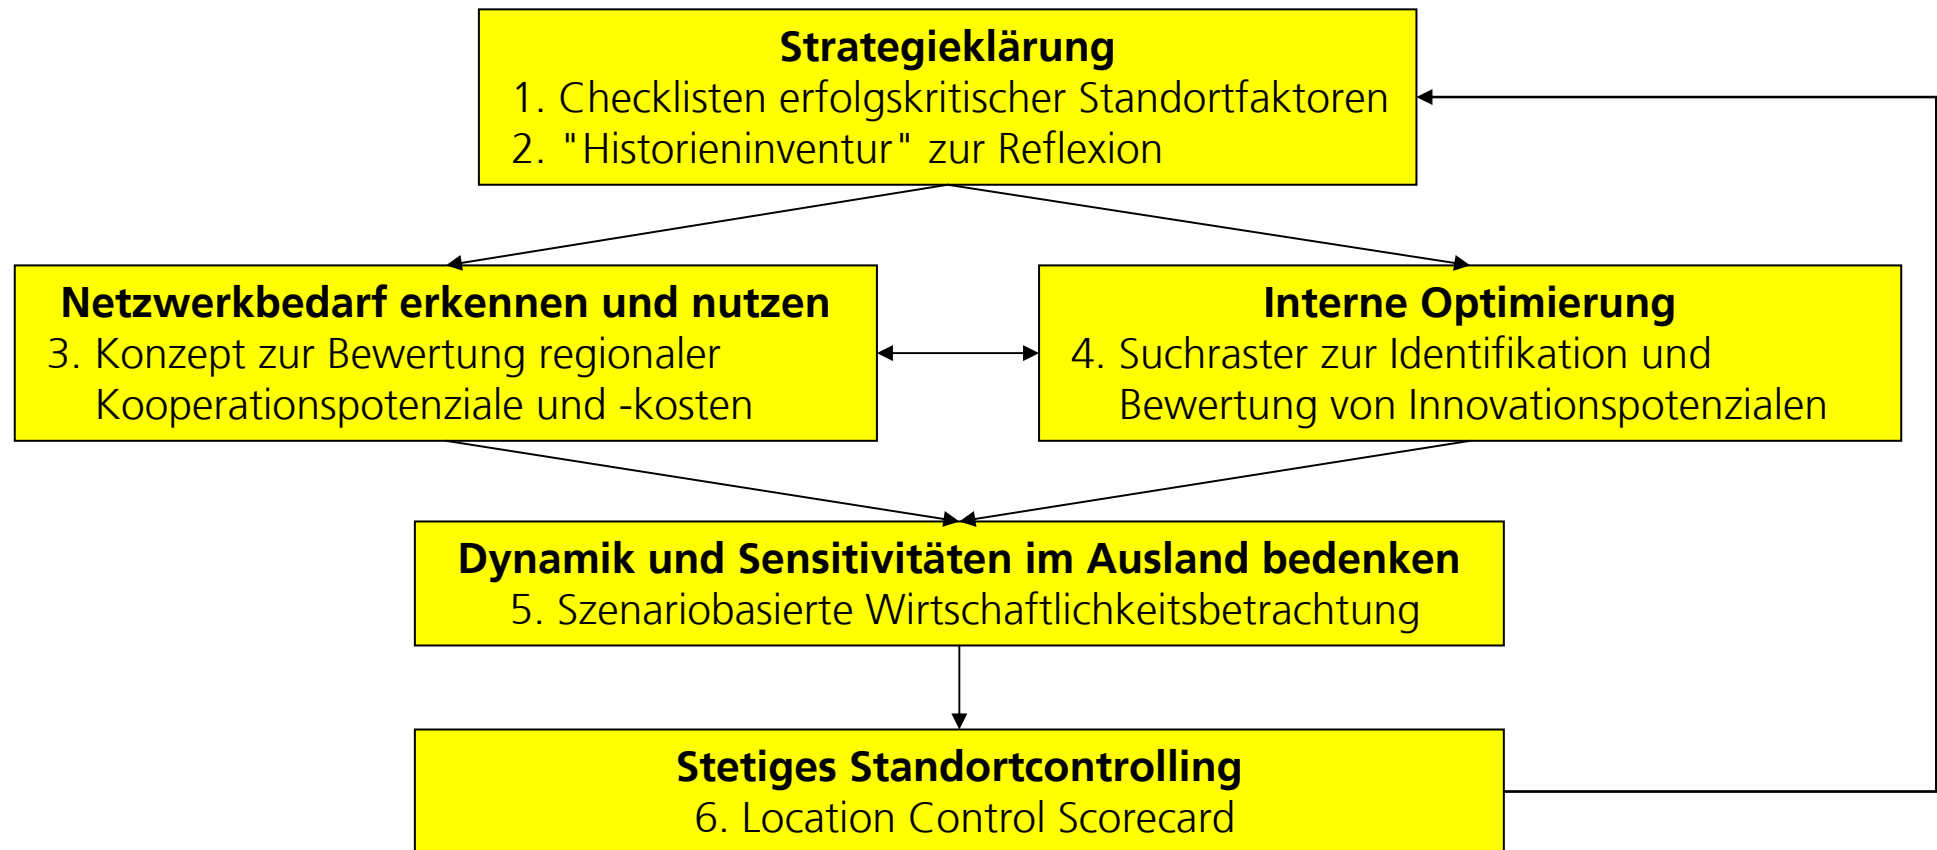 Strategieklärung
1. Checklisten erfolgskritischer Standortfaktoren
2. "Historieninventur" zur Reflexion
Netzwerkbedarf erkennen und nutzen
3. Konzept zur Bewertung regionaler
Kooperationspotenziale und -kosten
Interne Optimierung
4. Suchraster zur Identifikation und
Bewertung von Innovationspotenzialen
Dynamik und Sensitivitäten im Ausland bedenken
5. Szenariobasierte Wirtschaftlichkeitsbetrachtung
Stetiges Standortcontrolling
6. Location Control Scorecard